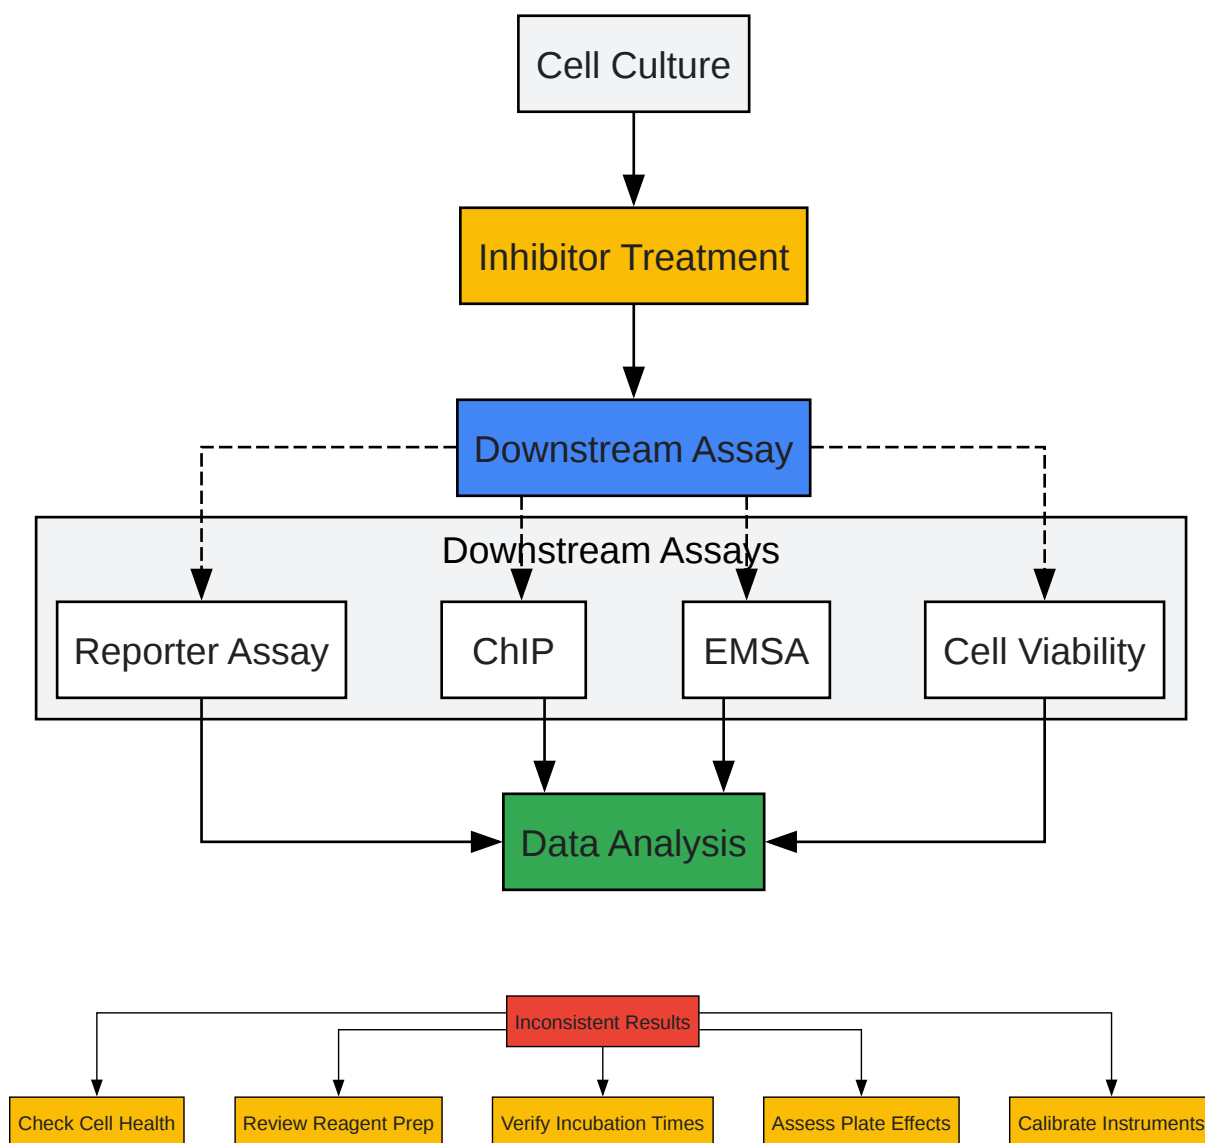 Cell Culture
Inhibitor Treatment
Downstream Assay
Downstream Assays
Reporter Assay
ChIP
EMSA
Cell Viability
Data Analysis
Inconsistent Results
Check Cell Health
Review Reagent Prep
Verify Incubation Times
Assess Plate Effects
Calibrate Instruments